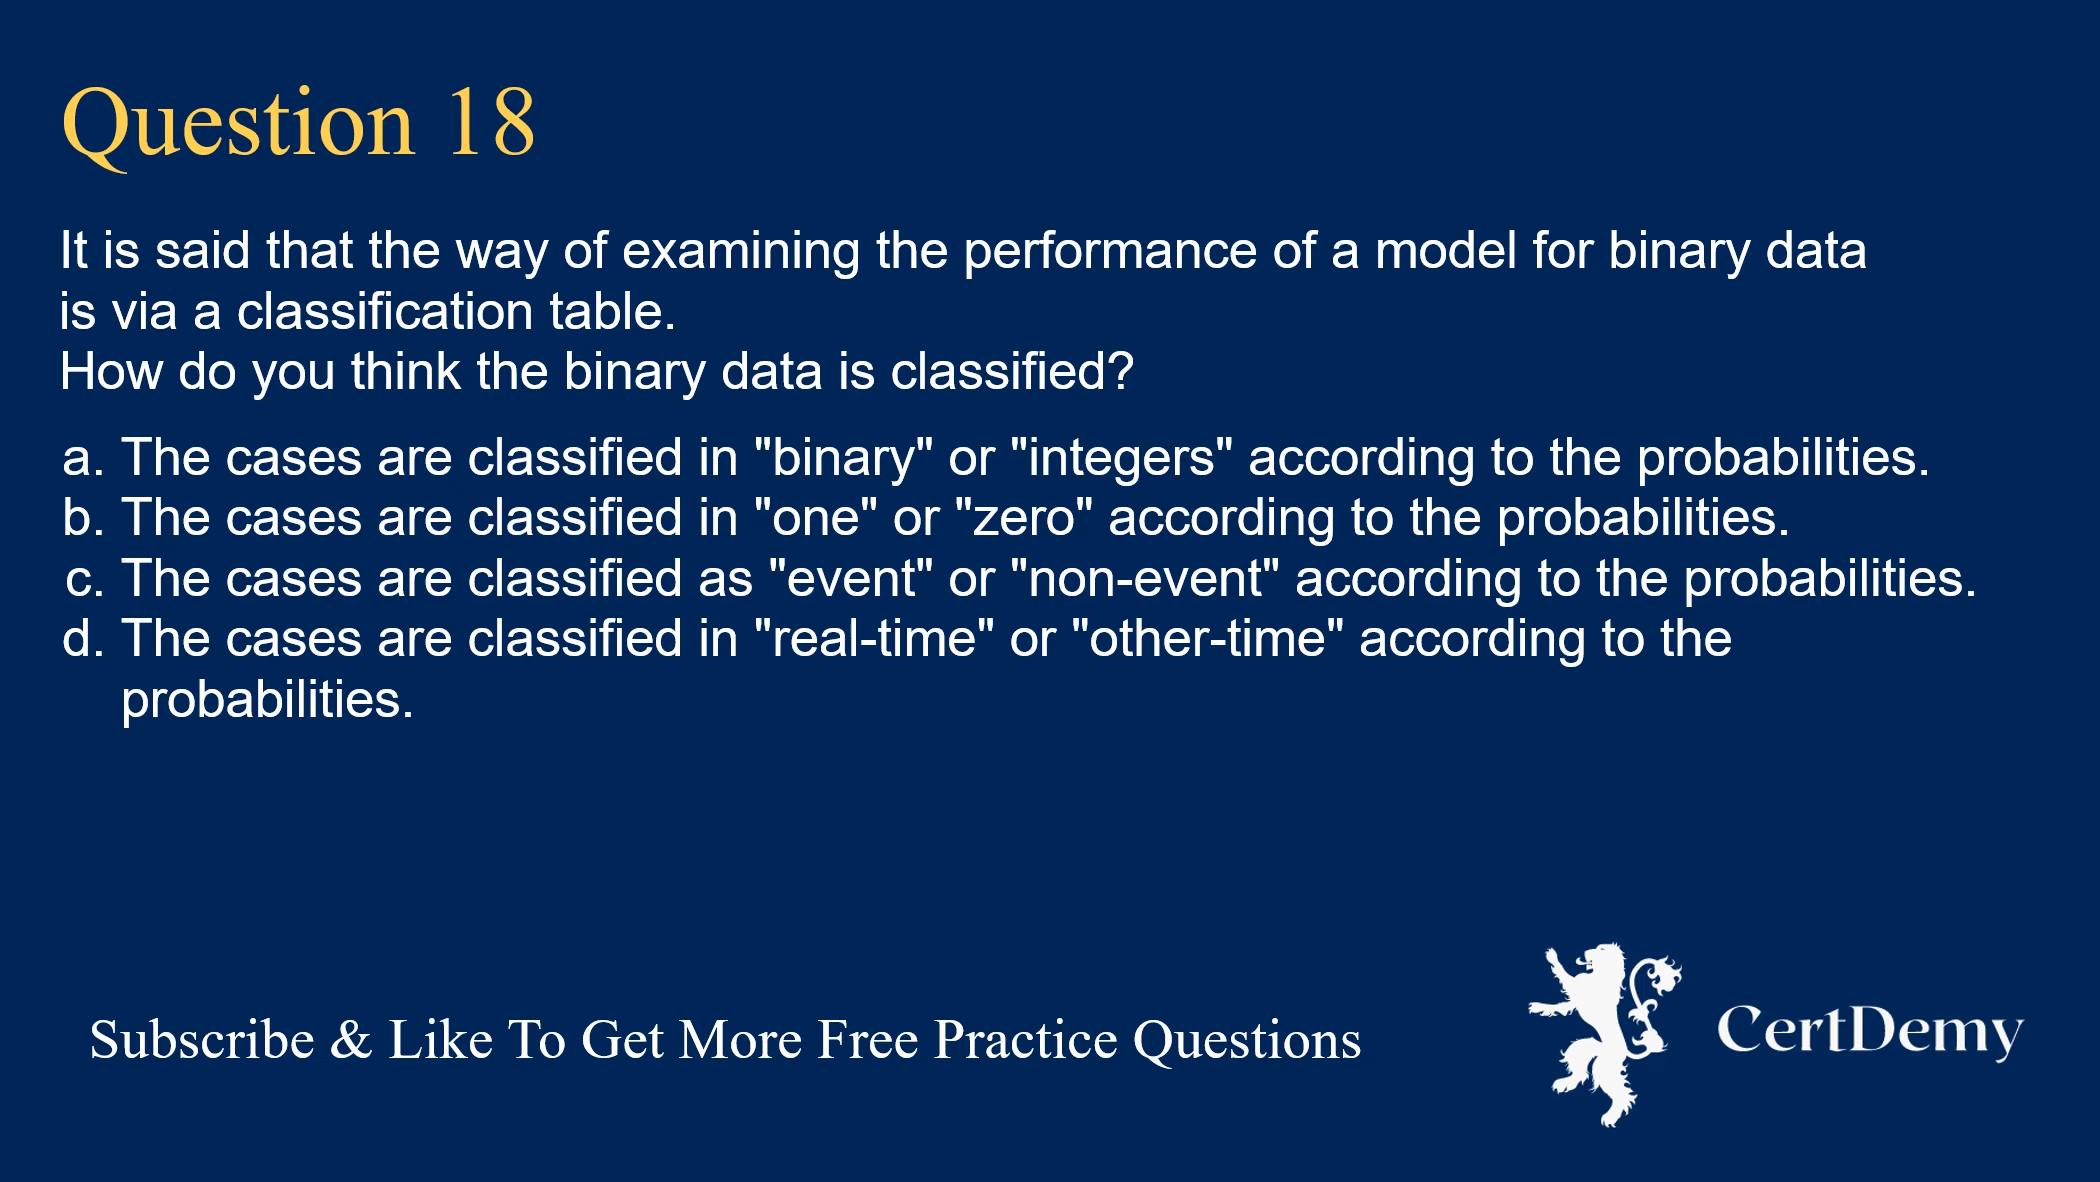 Question 18
It is said that the way of examining the performance of a model for binary data
is via a classification table.
How do you think the binary data is classified?
a. The cases are classified in "binary" or "integers" according to the probabilities.
b. The cases are classified in "one" or "zero" according to the probabilities.
c. The cases are classified as "event" or "non-event" according to the probabilities.
d. The cases are classified in "real-time" or "other-time" according to the
probabilities.
Subscribe & Like To Get More Free Practice Questions
CertDemy